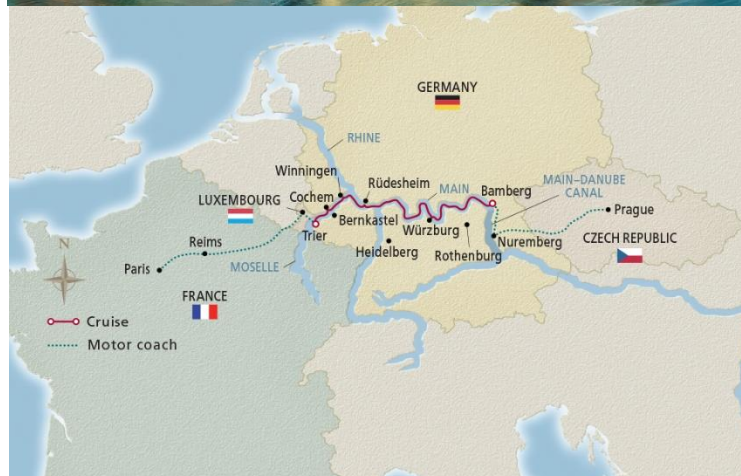 GERMANY
RHINE
Winningen
Rüdesheim
MAIN
MAIN–DANUBE
CANAL
Cochem
Bamberg
LUXEMBOURG
Bernkastel
Prague
Trier
Würzburg
Nuremberg
CZECH REPUBLIC
Reims
Heidelberg
Rothenburg
Paris
MOSELLE
N
FRANCE
Cruise
Motor coach